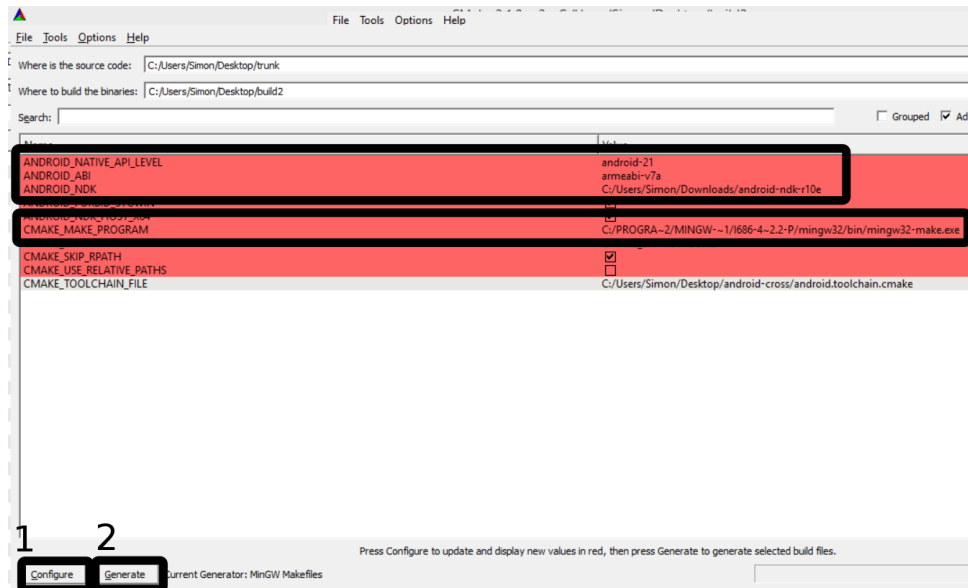 File Tools Options Help
File Tools Options Help
Where is the source code: C:/Users/Simon/Desktop/trunk
Where to build the binaries: C:/Users/Simon/Desktop/build2
Search: Grouped Ad
ANDROID_NATIVE_API_LEVEL android-21
ANDROID_ABI armeabi-v7a
ANDROID_NDK C:/Users/Simon/Downloads/android-ndk-r10e
CMAKE_MAKE_PROGRAM C:/PROGRA~2/MINGW-~1/I686-4~2.2-P/mingw32/bin/mingw32-make.exe
CMAKE_SKIP_RPATH
CMAKE_USE_RELATIVE_PATHS
CMAKE_TOOLCHAIN_FILE C:/Users/Simon/Desktop/android-cross/android.toolchain.cmake
1 2
Press Configure to update and display new values in red, then press Generate to generate selected build files.
Configure Generate Current Generator: MinGW Makefiles